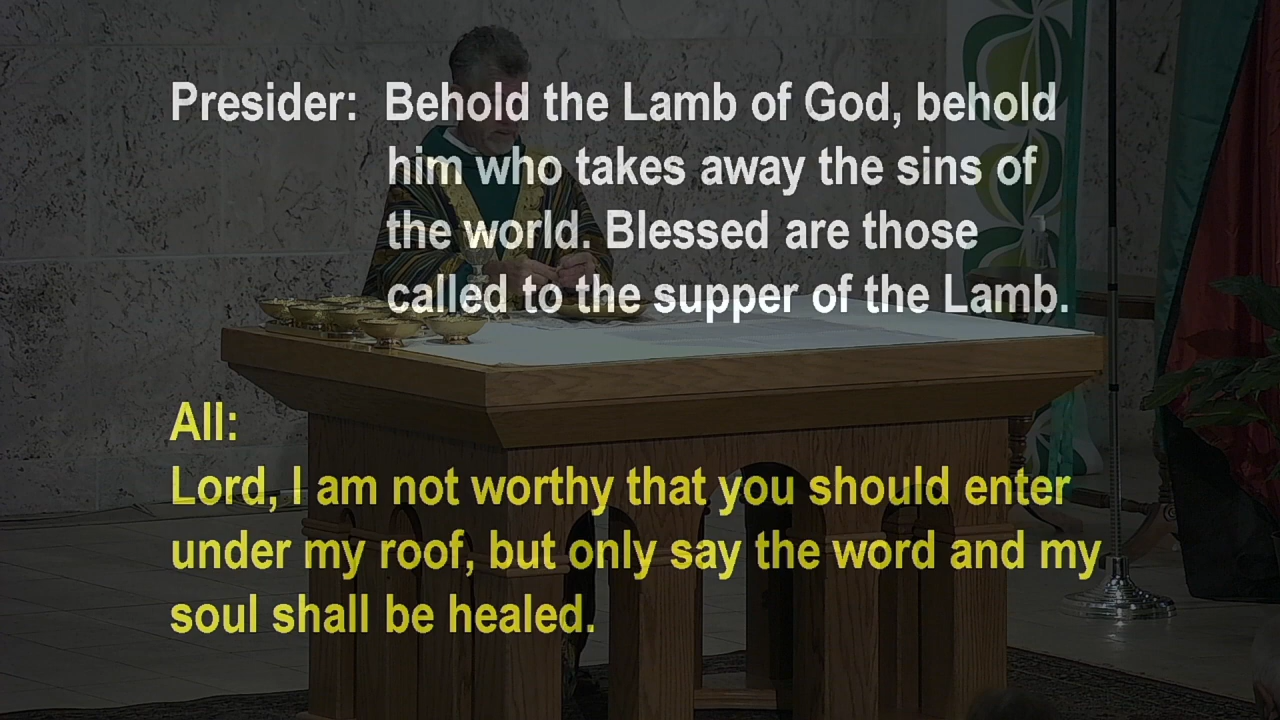 Presider: Behold the Lamb of God, behold
him who takes away the sins of
the world. Blessed are those
called to the supper of the Lamb.
All:
Lord, I am not worthy that you should enter
under my roof, but only say the word and my
soul shall be healed.